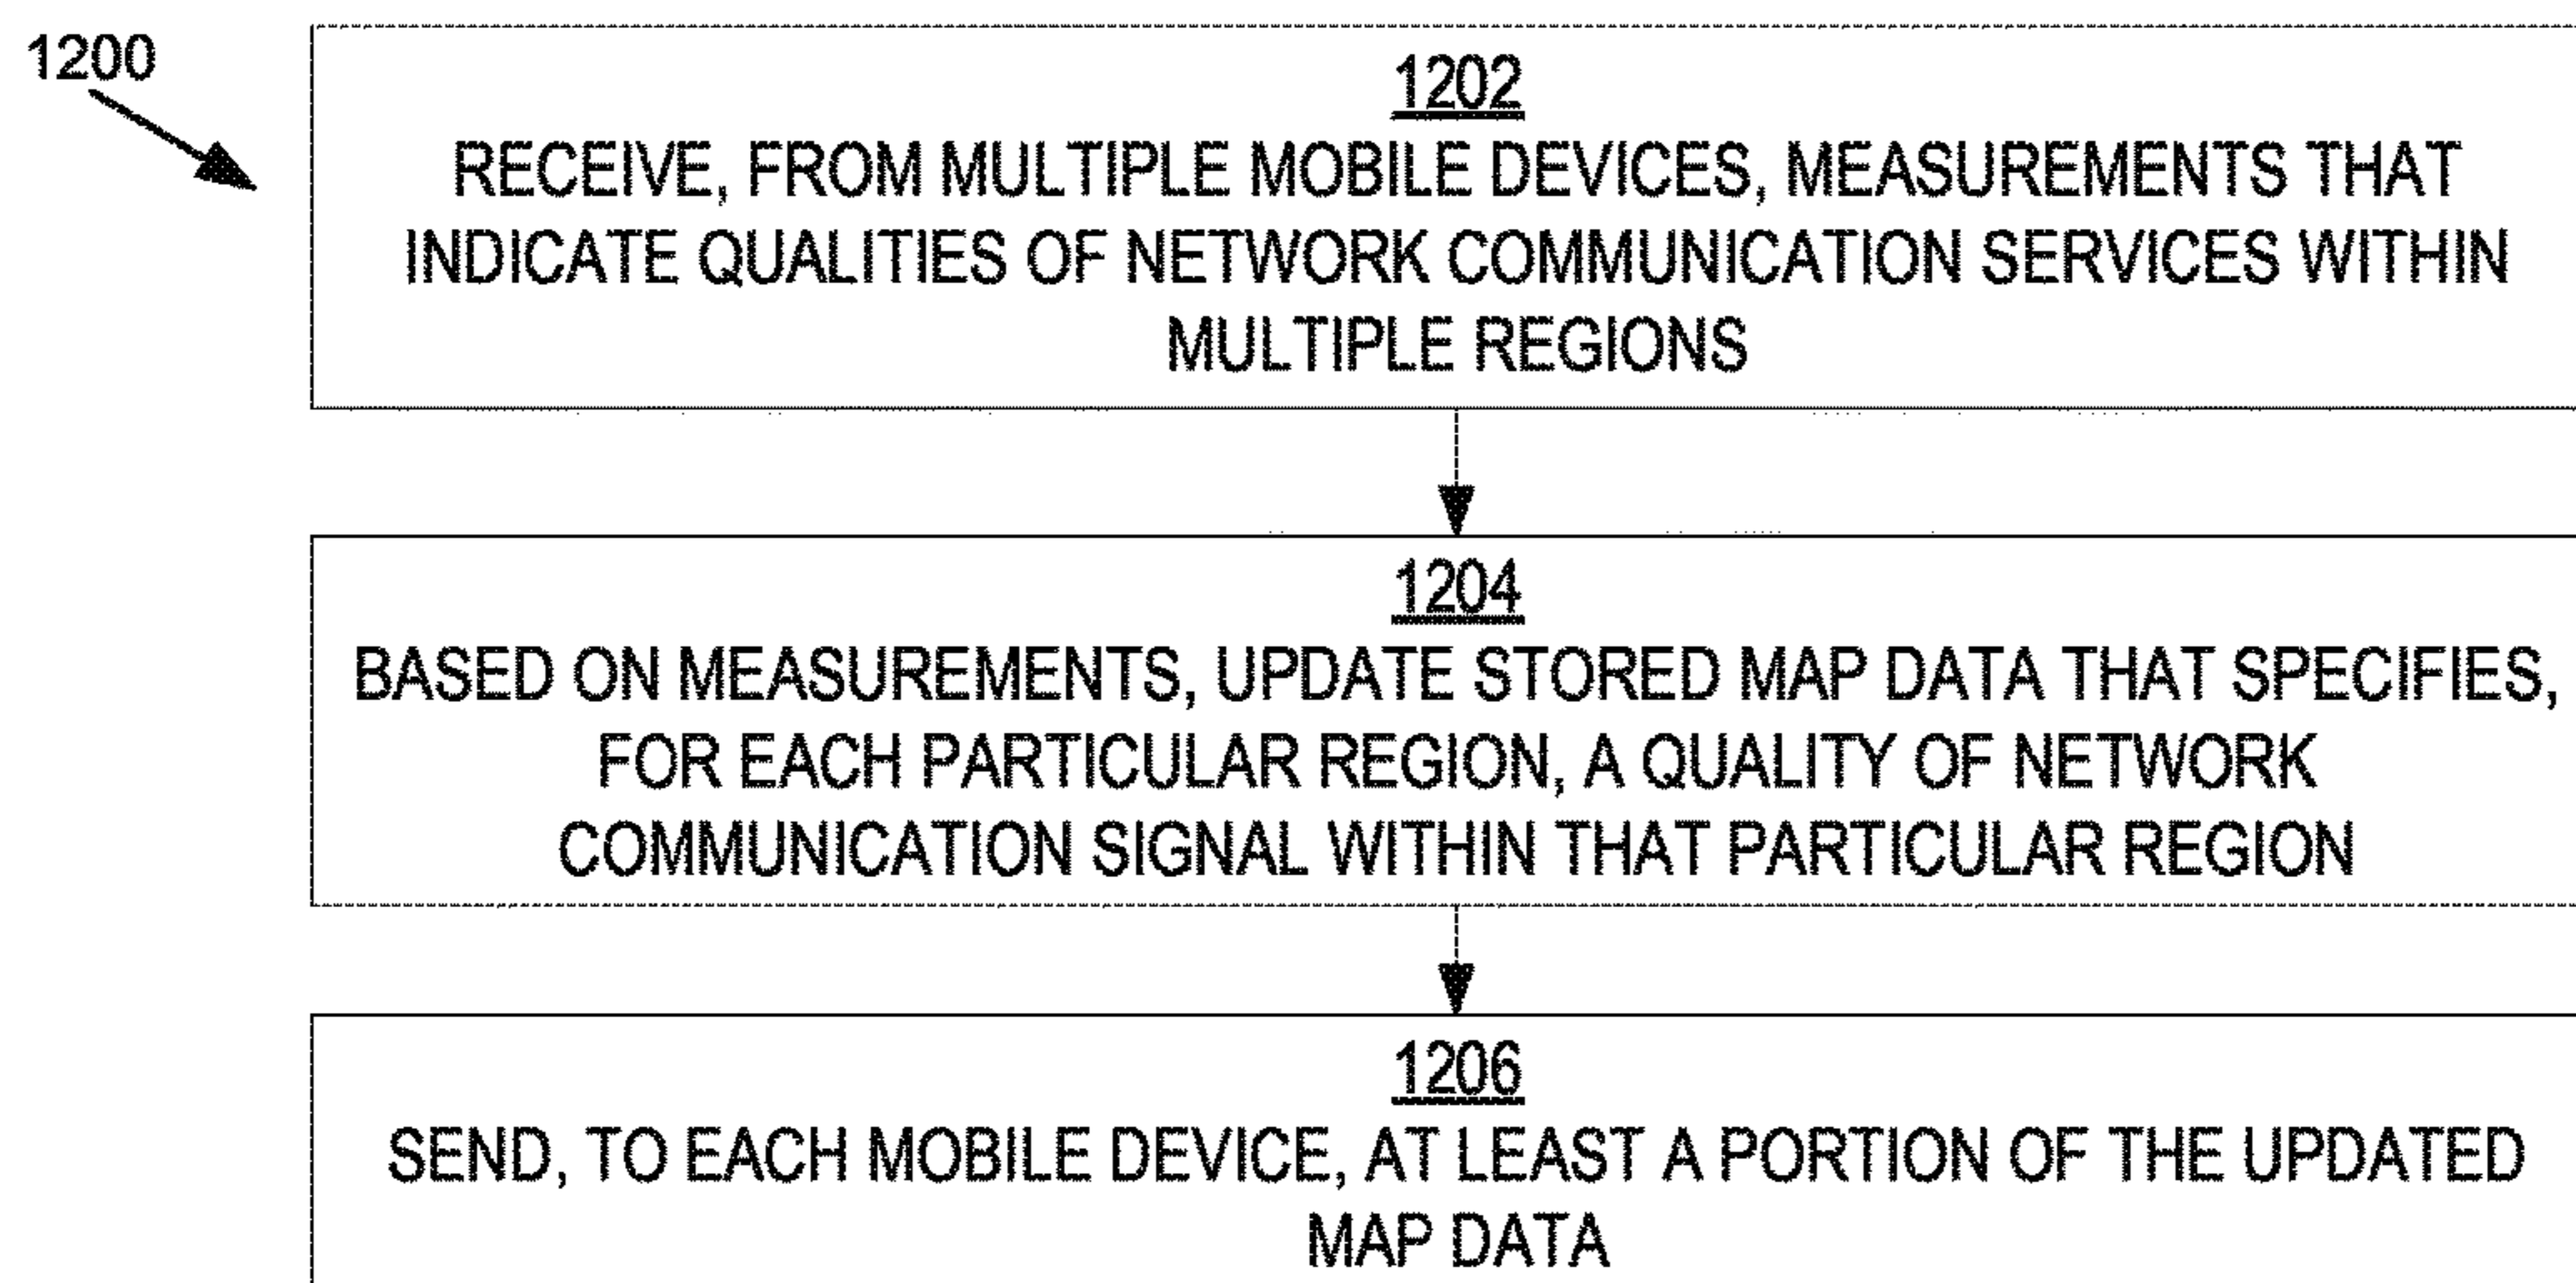 1200
1202
RECEIVE, FROM MULTIPLE MOBILE DEVICES, MEASUREMENTS THAT
INDICATE QUALITIES OF NETWORK COMMUNICATION SERVICES WITHIN
MULTIPLE REGIONS
1204
BASED ON MEASUREMENTS, UPDATE STORED MAP DATA THAT SPECIFIES,
FOR EACH PARTICULAR REGION, A QUALITY OF NETWORK
COMMUNICATION SIGNAL WITHIN THAT PARTICULAR REGION
1206
SEND, TO EACH MOBILE DEVICE, AT LEAST A PORTION OF THE UPDATED
MAP DATA